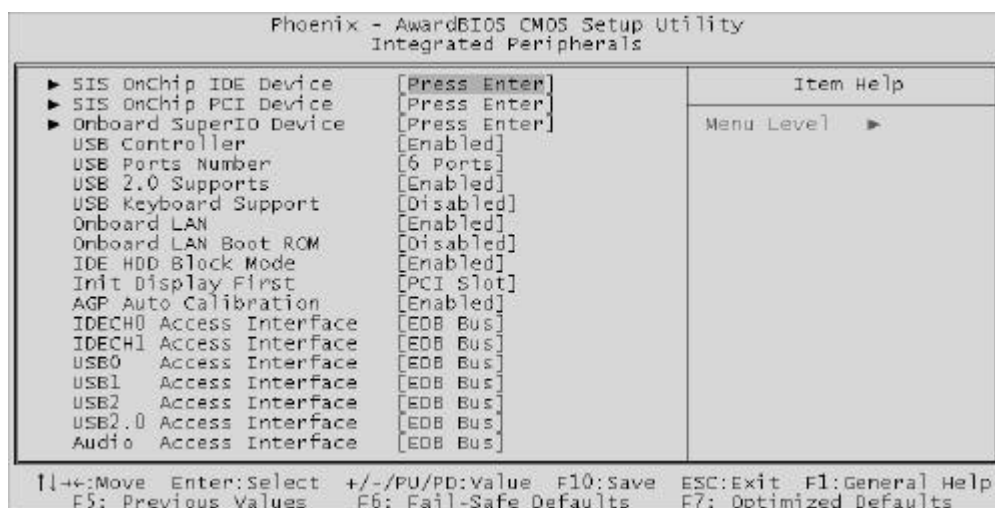 Phoenix - AwardBIOS CMOS Setup Utility
Integrated Peripherals
► SIS OnChip IDE Device [Press Enter]
► SIS OnChip PCI Device [Press Enter]
► Onboard SuperIO Device [Press Enter]
USB Controller [Enabled]
USB Ports Number [6 Ports]
USB 2.0 Supports [Enabled]
USB Keyboard Support [Disabled]
Onboard LAN [Enabled]
Onboard LAN Boot ROM [Disabled]
IDE HDD Block Mode [Enabled]
Init Display First [PCI Slot]
AGP Auto Calibration [Enabled]
IDECH0 Access Interface [EDB Bus]
IDECH1 Access Interface [EDB Bus]
USB0 Access Interface [EDB Bus]
USB1 Access Interface [EDB Bus]
USB2 Access Interface [EDB Bus]
USB2.0 Access Interface [EDB Bus]
Audio Access Interface [EDB Bus]
Item Help
Menu Level ►
↑↓→←:Move Enter:Select +/-/PU/PD:Value F10:Save ESC:Exit F1:General Help
F5: Previous Values F6: Fail-Safe Defaults F7: Optimized Defaults